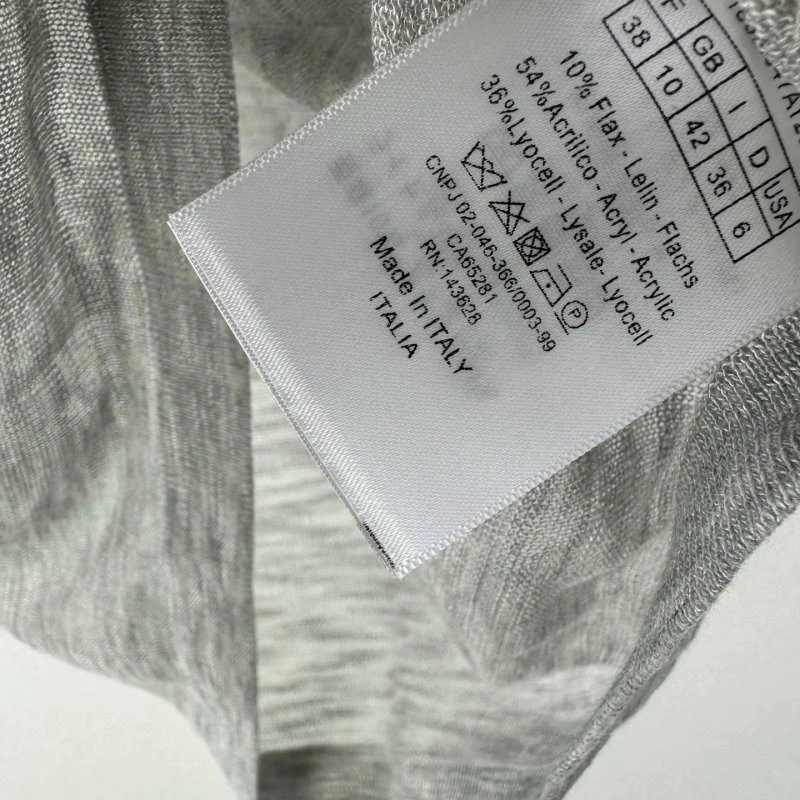 F GB I D USA
38 10 42 36 6
10% Flax - Lelin - Flachs
54%Acrilico - Acryl - Acrylic
36%Lyocell - Lysale- Lyocell
P
CNPJ 02-046-366/0003-99
CA65281
RN:143628
Made In ITALY
ITALIA